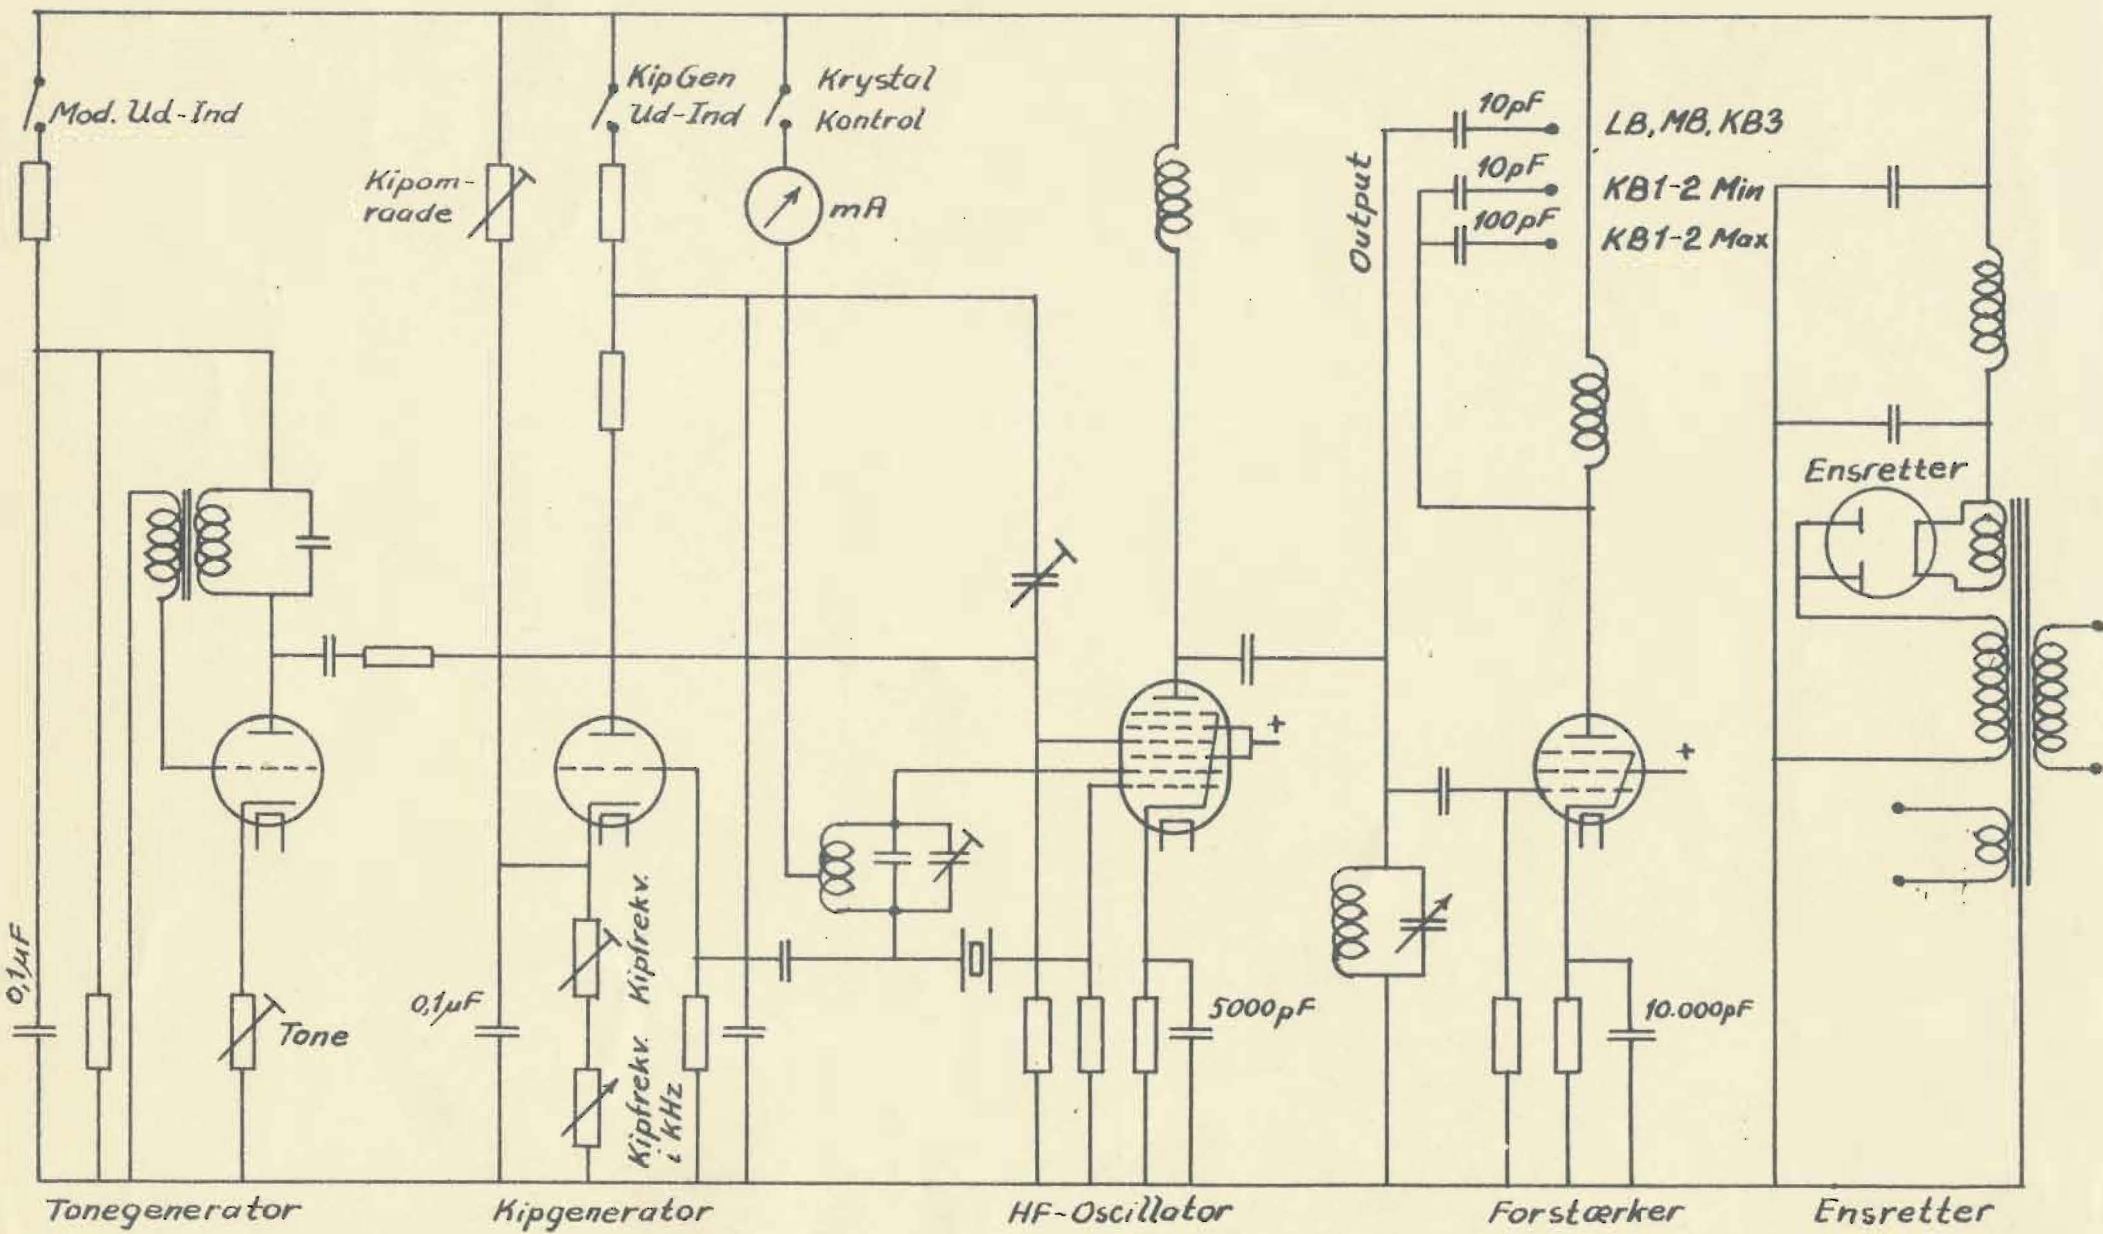 Mod. Ud-Ind
Kipom-
raade
KipGen
Ud-Ind
Krystal
Kontrol
mA
Output
10pF
LB, MB, KB3
10pF
KB1-2 Min
100pF
KB1-2 Max
Ensretter
+
+
0,1µF
Tone
0,1µF
Kipfrekv.
Kipfrekv.
i KHz
5000pF
10.000pF
Tonegenerator
Kipgenerator
HF-Oscillator
Forstærker
Ensretter